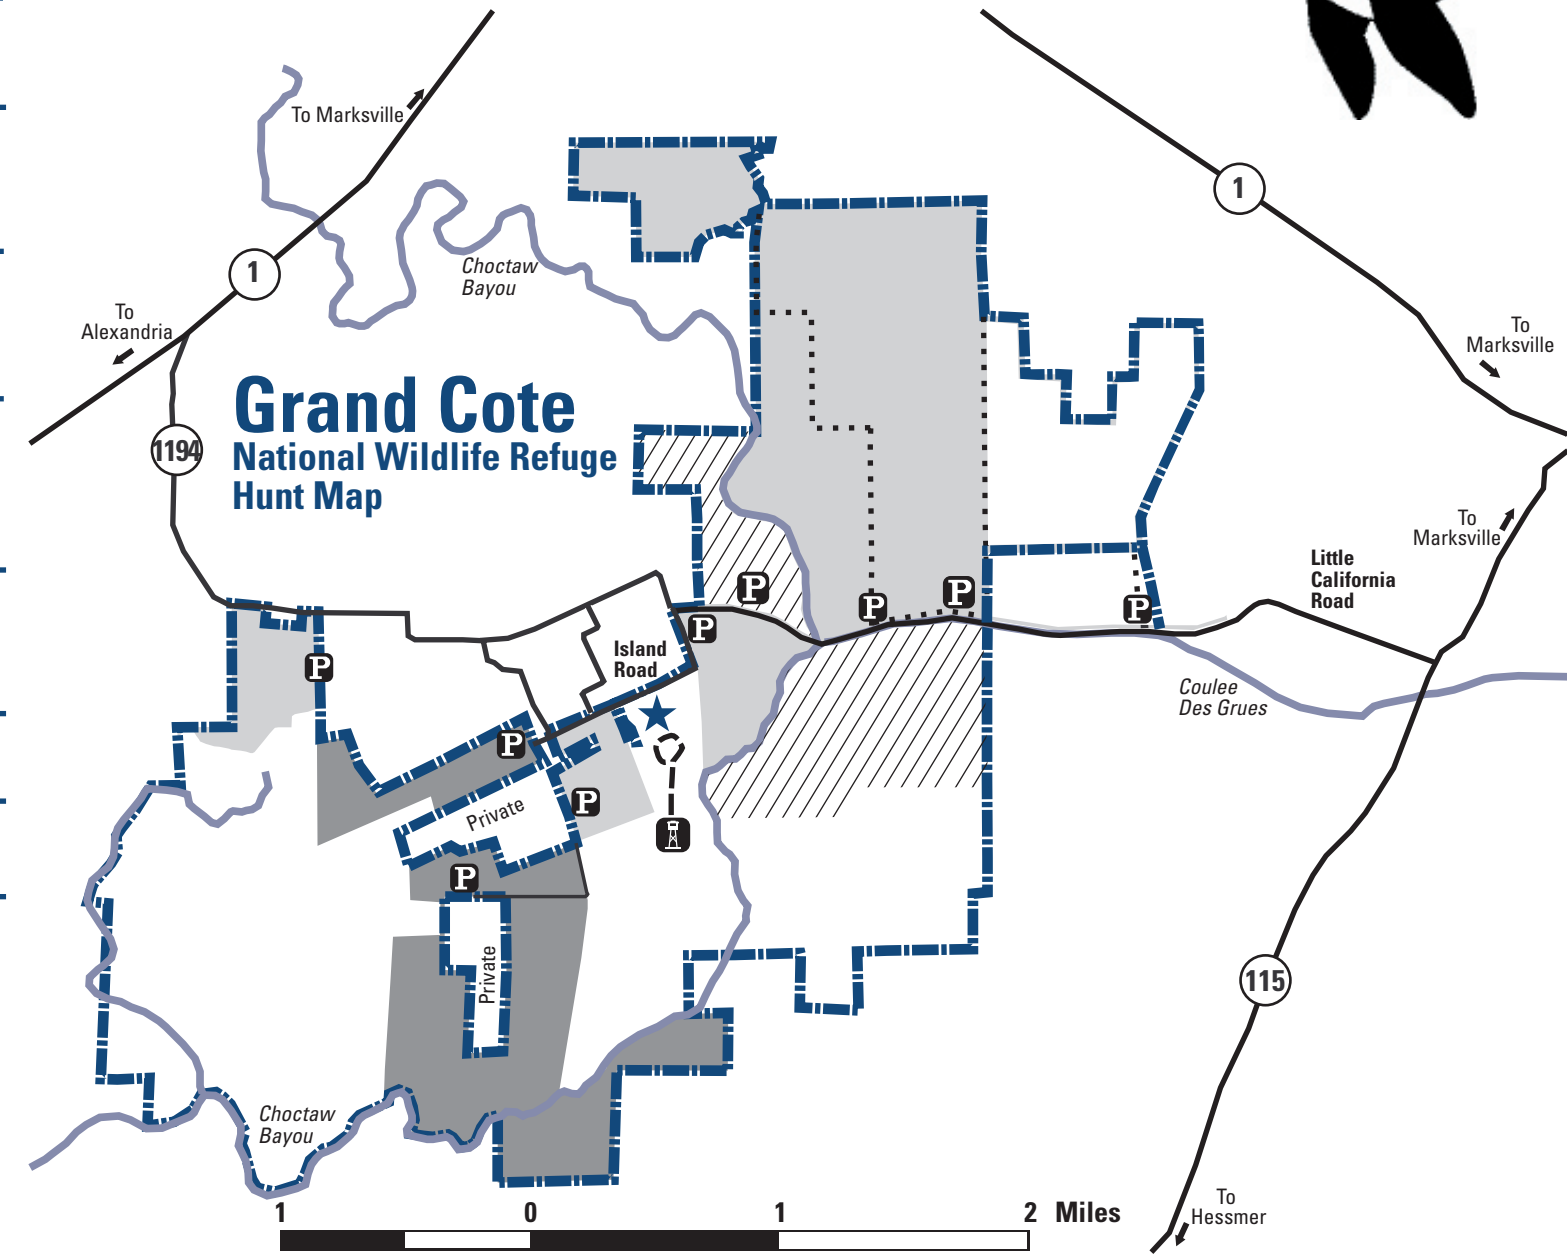 To Marksville
1
1
Choctaw
Bayou
To
Alexandria
To
Marksville
Grand Cote
National Wildlife Refuge
Hunt Map
1194
To
Marksville
Little
California
Road
P
P
P
P
P
Island
Road
P
Coulee
Des Grues
P
P
Private
P
Private
115
Choctaw
Bayou
To
Hessmer
1 0 1 2 Miles